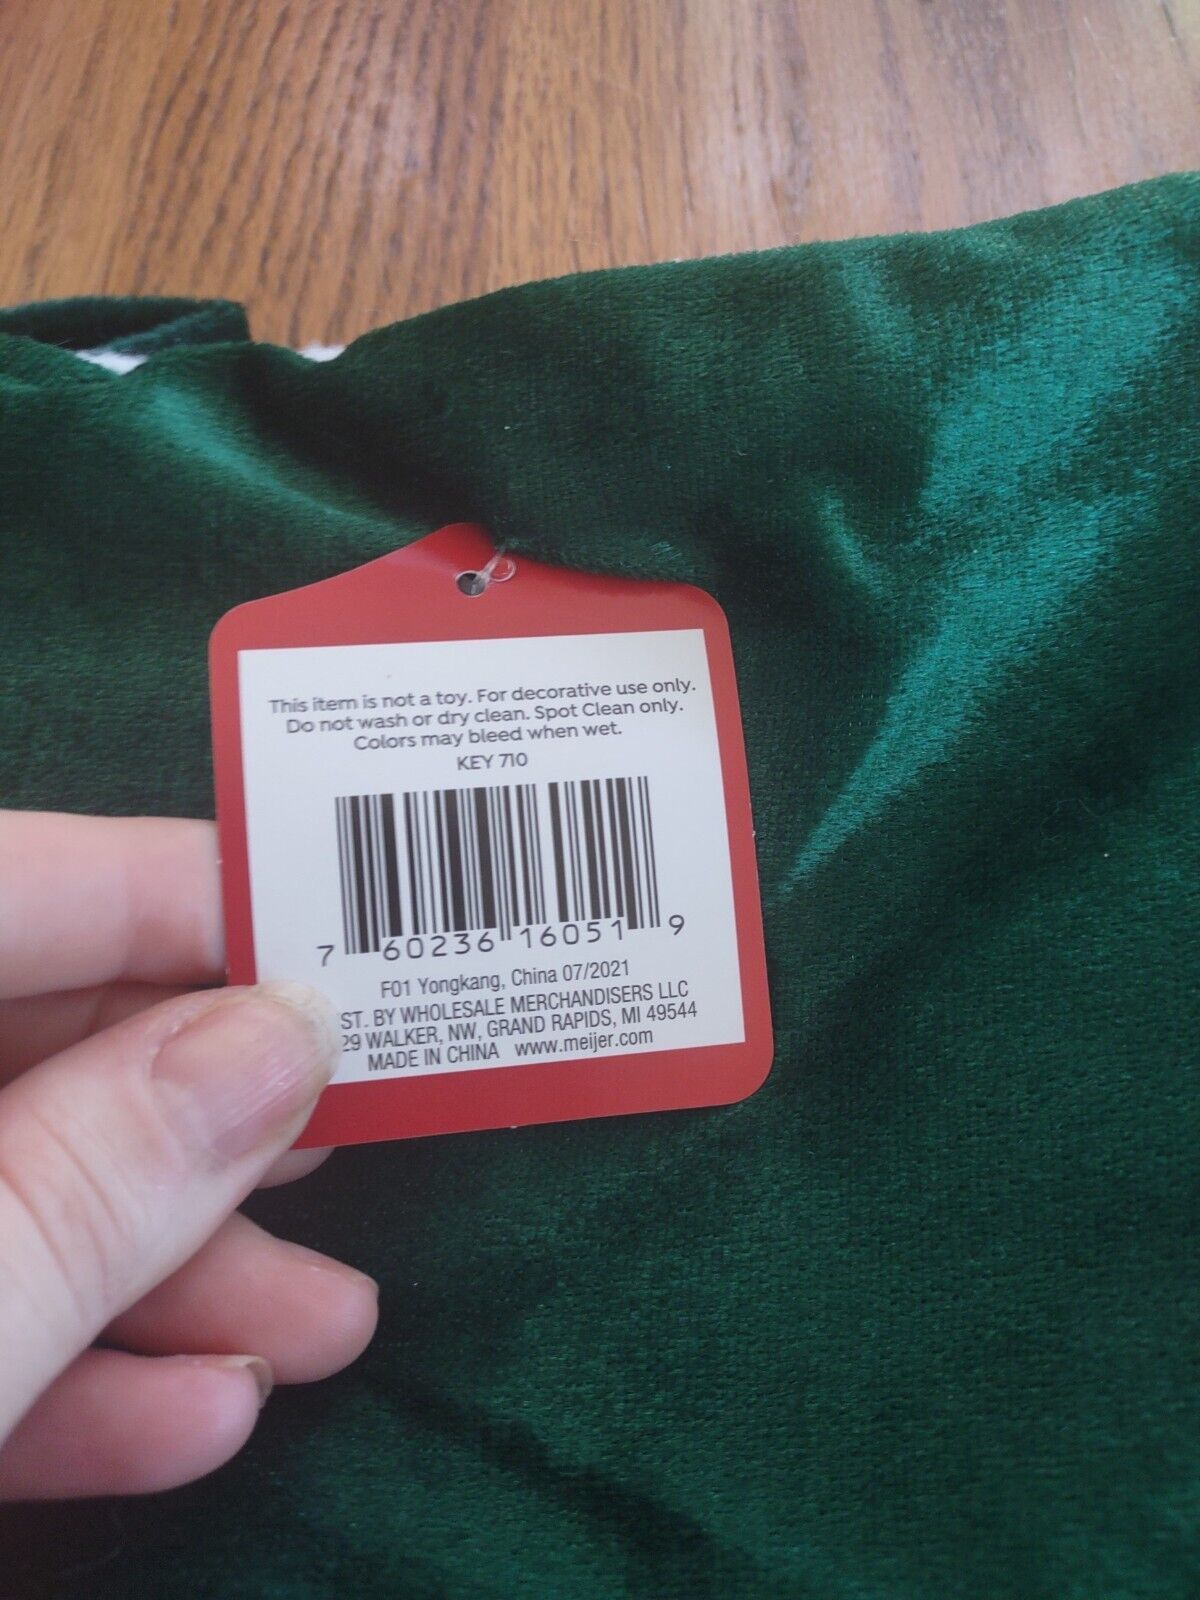 This item is not a toy. For decorative use only.
Do not wash or dry clean. Spot Clean only.
Colors may bleed when wet.
KEY 710
7 60236 16051 9
F01 Yongkang, China 07/2021
ST. BY WHOLESALE MERCHANDISERS LLC
29 WALKER, NW, GRAND RAPIDS, MI 49544
MADE IN CHINA www.meijer.com